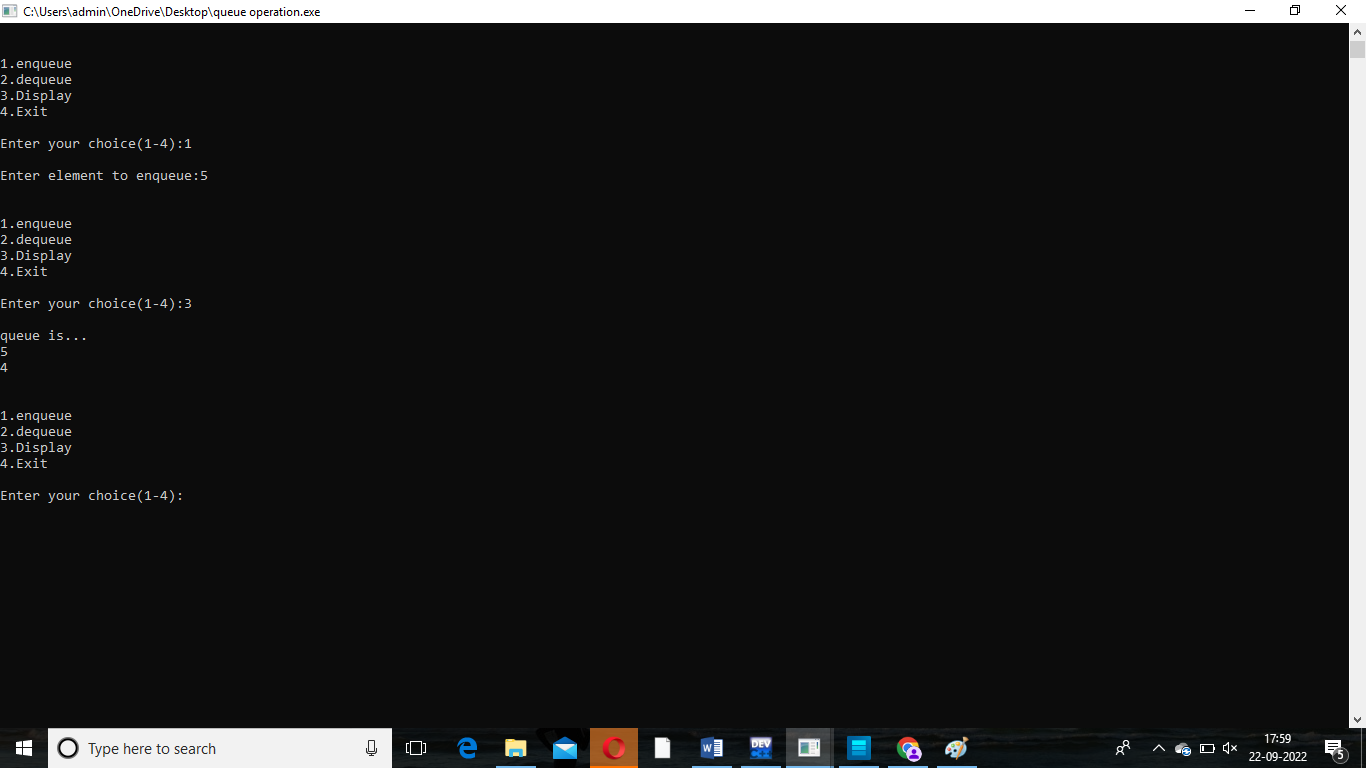 C:\Users\admin\OneDrive\Desktop\queue operation.exe
1.enqueue
2.dequeue
3.Display
4.Exit
Enter your choice(1-4):1
Enter element to enqueue:5
1.enqueue
2.dequeue
3.Display
4.Exit
Enter your choice(1-4):3
queue is...
5
4
1.enqueue
2.dequeue
3.Display
4.Exit
Enter your choice(1-4):
Type here to search
DEV
17:59
22-09-2022
5